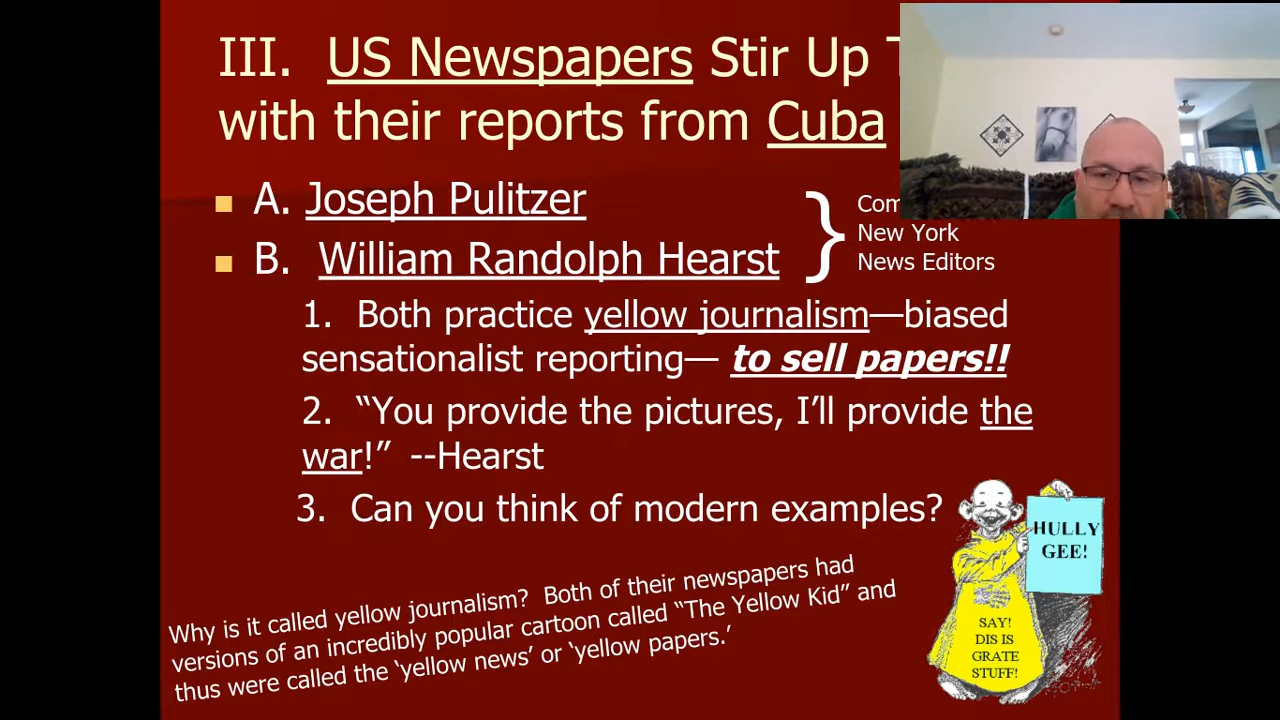 III. US Newspapers Stir Up
with their reports from Cuba
A. Joseph Pulitzer
B. William Randolph Hearst
New York
News Editors
1. Both practice yellow journalism—biased
sensationalist reporting— to sell papers!!
2. “You provide the pictures, I’ll provide the
war!” --Hearst
3. Can you think of modern examples?
HULLY
GEE!
SAY!
DIS IS
GRATE
STUFF!
Why is it called yellow journalism? Both of their newspapers had
versions of an incredibly popular cartoon called “The Yellow Kid” and
thus were called the ‘yellow news’ or ‘yellow papers.’